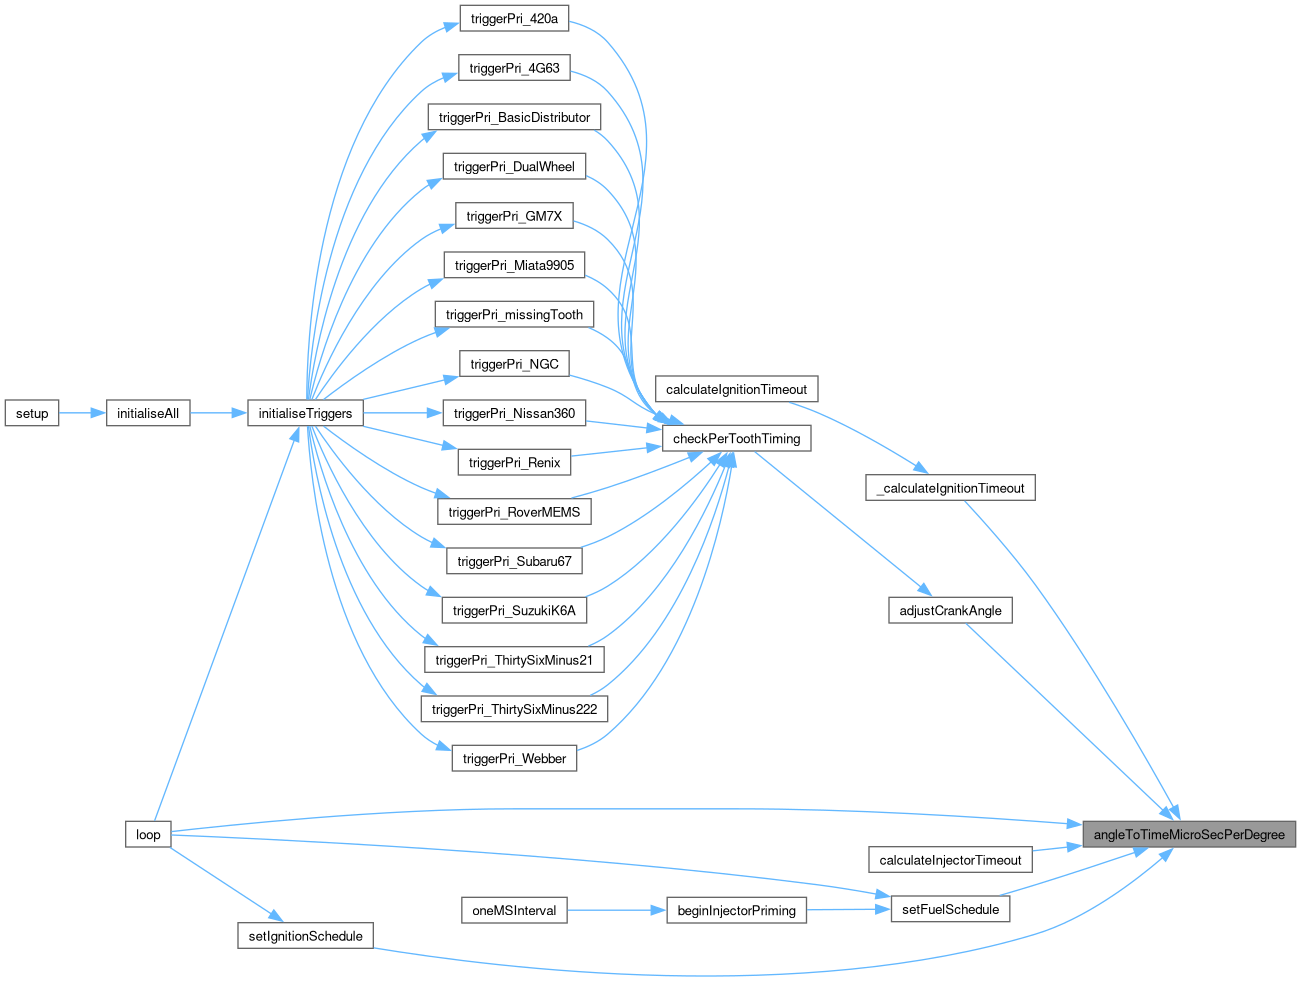 triggerPri_420a
triggerPri_4G63
triggerPri_BasicDistributor
triggerPri_DualWheel
triggerPri_GM7X
triggerPri_Miata9905
triggerPri_missingTooth
triggerPri_NGC
calculateIgnitionTimeout
setup
initialiseAll
initialiseTriggers
triggerPri_Nissan360
checkPerToothTiming
triggerPri_Renix
_calculateIgnitionTimeout
triggerPri_RoverMEMS
triggerPri_Subaru67
triggerPri_SuzukiK6A
adjustCrankAngle
triggerPri_ThirtySixMinus21
triggerPri_ThirtySixMinus222
triggerPri_Webber
loop
angleToTimeMicroSecPerDegree
calculateInjectorTimeout
oneMSInterval
beginInjectorPriming
setFuelSchedule
setIgnitionSchedule